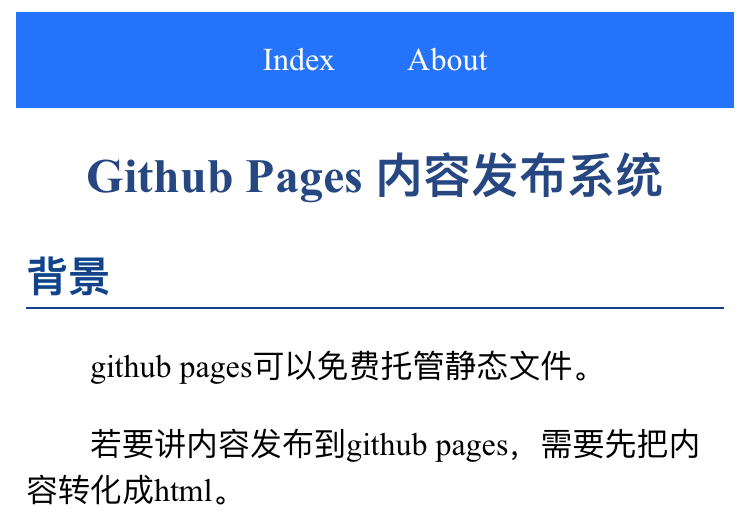 Index About
Github Pages 内容发布系统
背景
github pages可以免费托管静态文件。
若要讲内容发布到github pages，需要先把内
容转化成html。